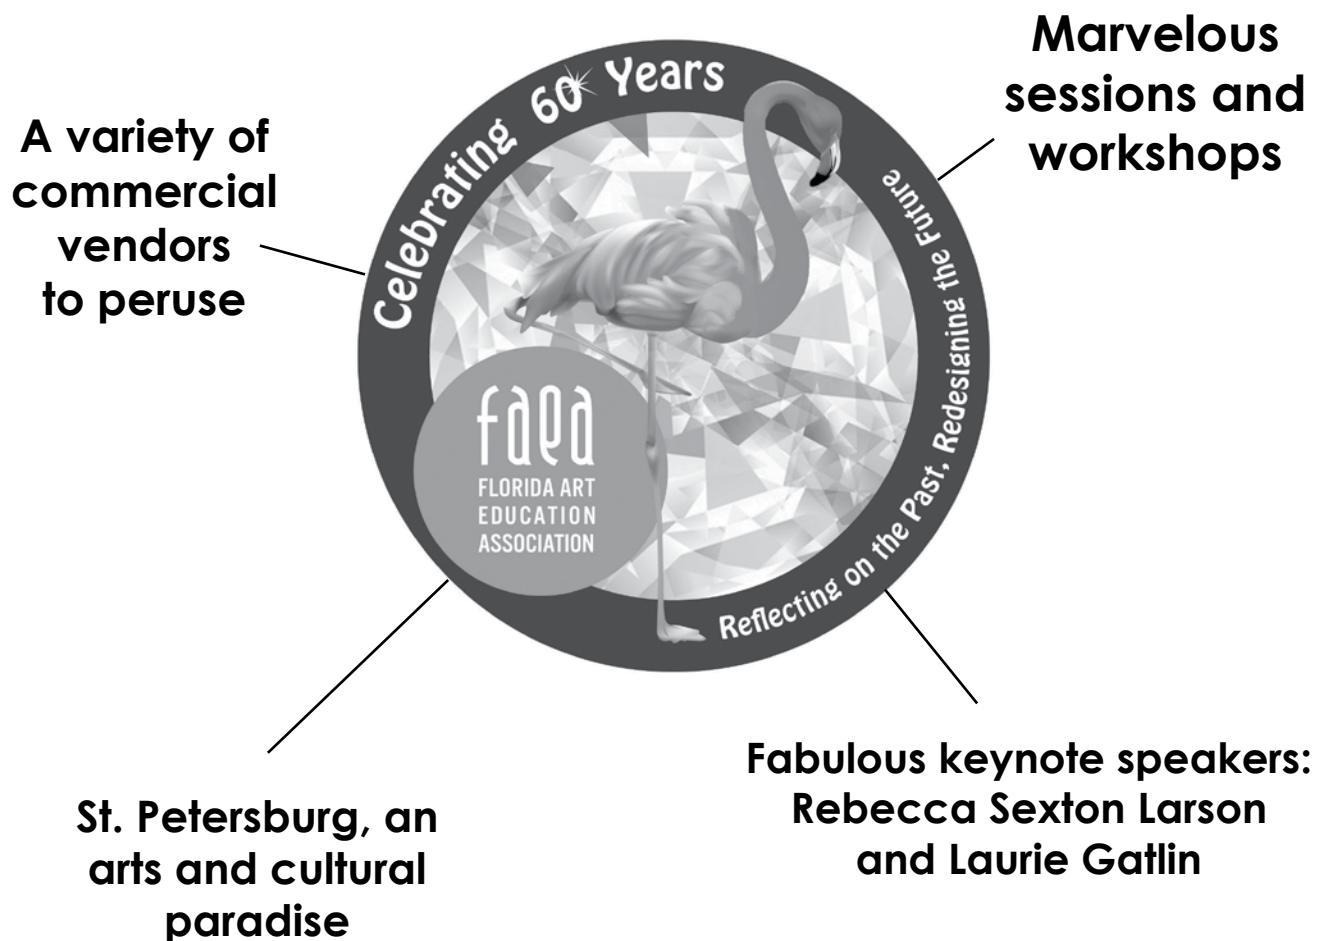 Marvelous
sessions and
workshops
A variety of
commercial
vendors
to peruse
Celebrating 60 Years
Reflecting on the Past, Redesigning the Future
faea
FLORIDA ART
EDUCATION
ASSOCIATION
St. Petersburg, an
arts and cultural
paradise
Fabulous keynote speakers:
Rebecca Sexton Larson
and Laurie Gatlin